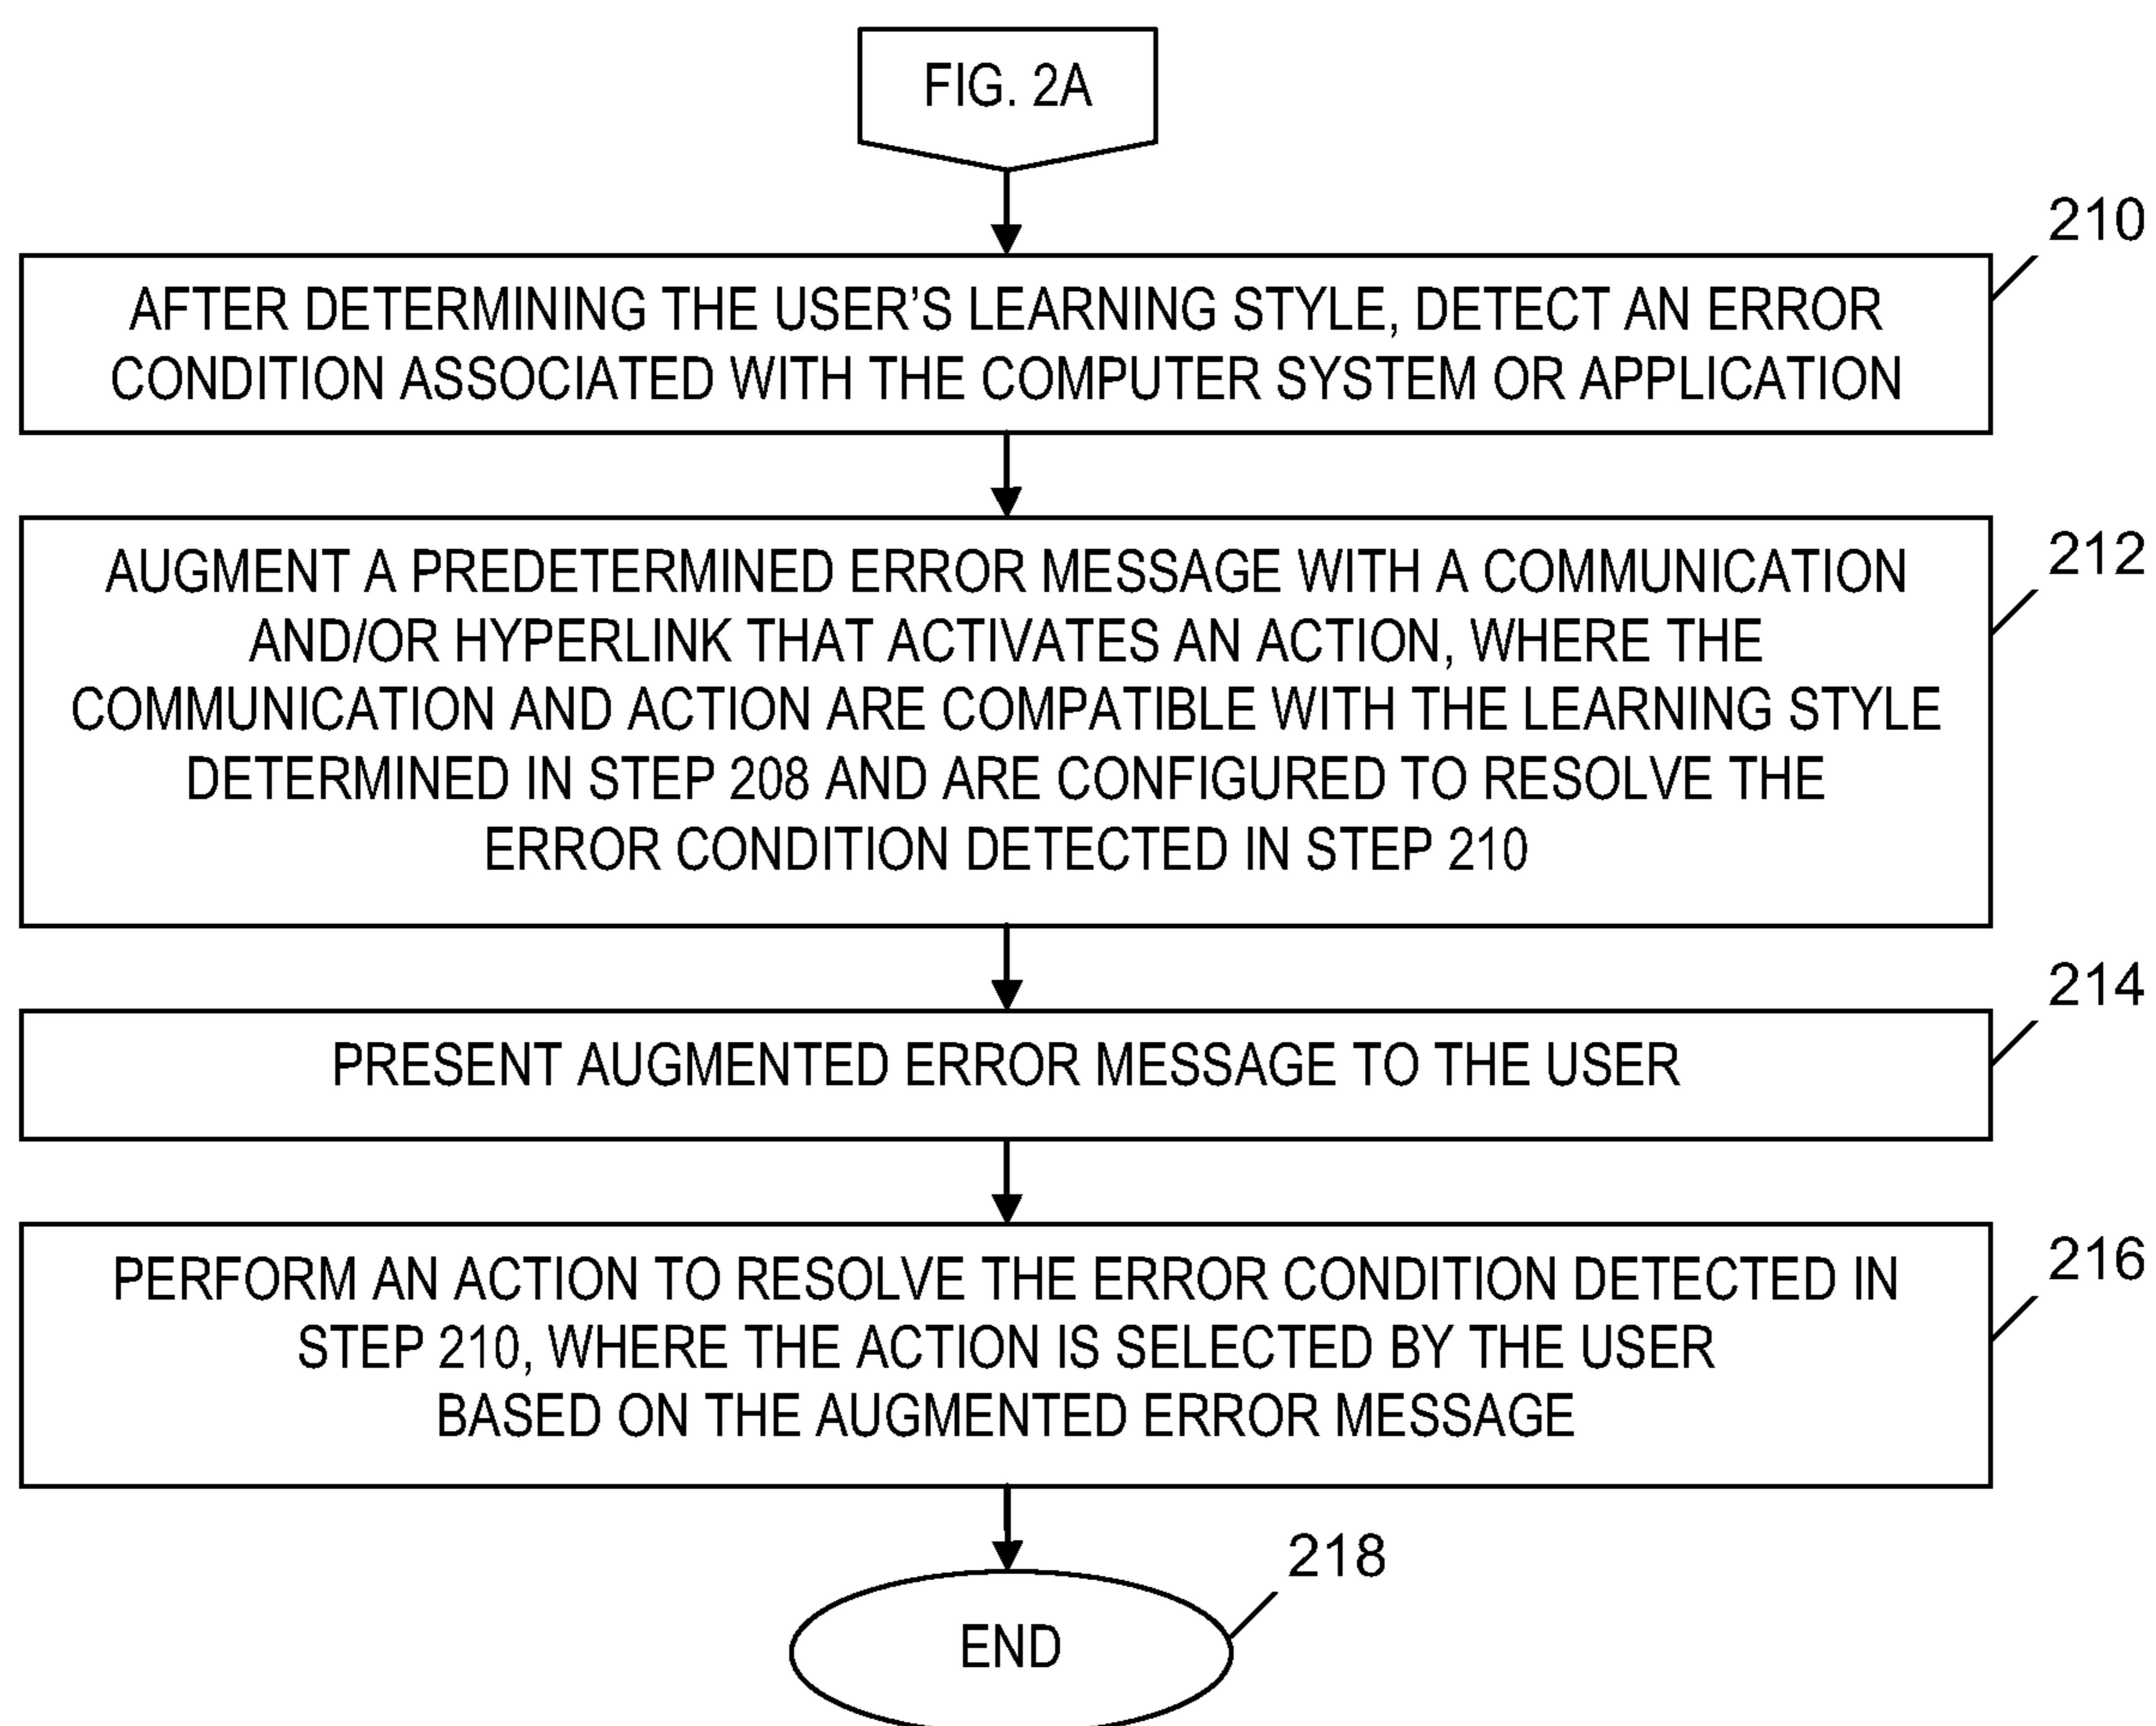 FIG. 2A
210
AFTER DETERMINING THE USER'S LEARNING STYLE, DETECT AN ERROR
CONDITION ASSOCIATED WITH THE COMPUTER SYSTEM OR APPLICATION
212
AUGMENT A PREDETERMINED ERROR MESSAGE WITH A COMMUNICATION
AND/OR HYPERLINK THAT ACTIVATES AN ACTION, WHERE THE
COMMUNICATION AND ACTION ARE COMPATIBLE WITH THE LEARNING STYLE
DETERMINED IN STEP 208 AND ARE CONFIGURED TO RESOLVE THE
ERROR CONDITION DETECTED IN STEP 210
214
PRESENT AUGMENTED ERROR MESSAGE TO THE USER
216
PERFORM AN ACTION TO RESOLVE THE ERROR CONDITION DETECTED IN
STEP 210, WHERE THE ACTION IS SELECTED BY THE USER
BASED ON THE AUGMENTED ERROR MESSAGE
218
END